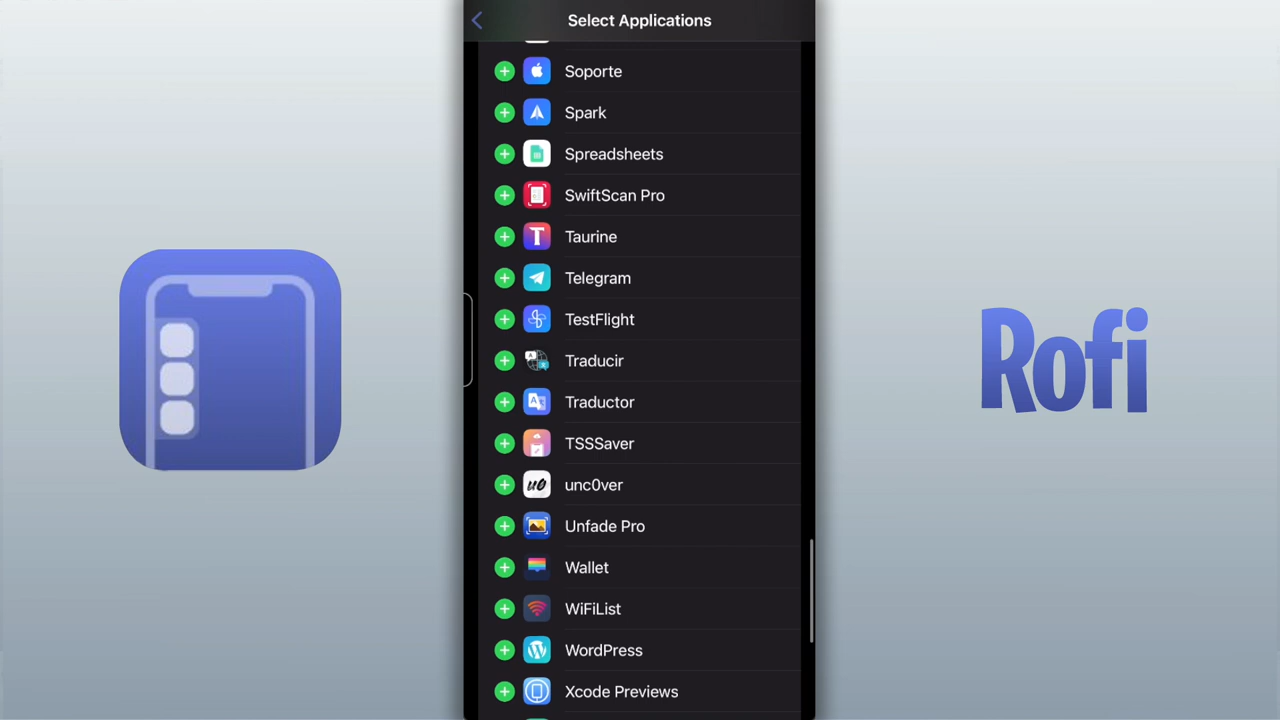 Select Applications
Soporte
Spark
Spreadsheets
SwiftScan Pro
Taurine
Telegram
TestFlight
Traducir
Traductor
TSSSaver
unc0ver
Unfade Pro
Wallet
WiFiList
WordPress
Xcode Previews
Rofi